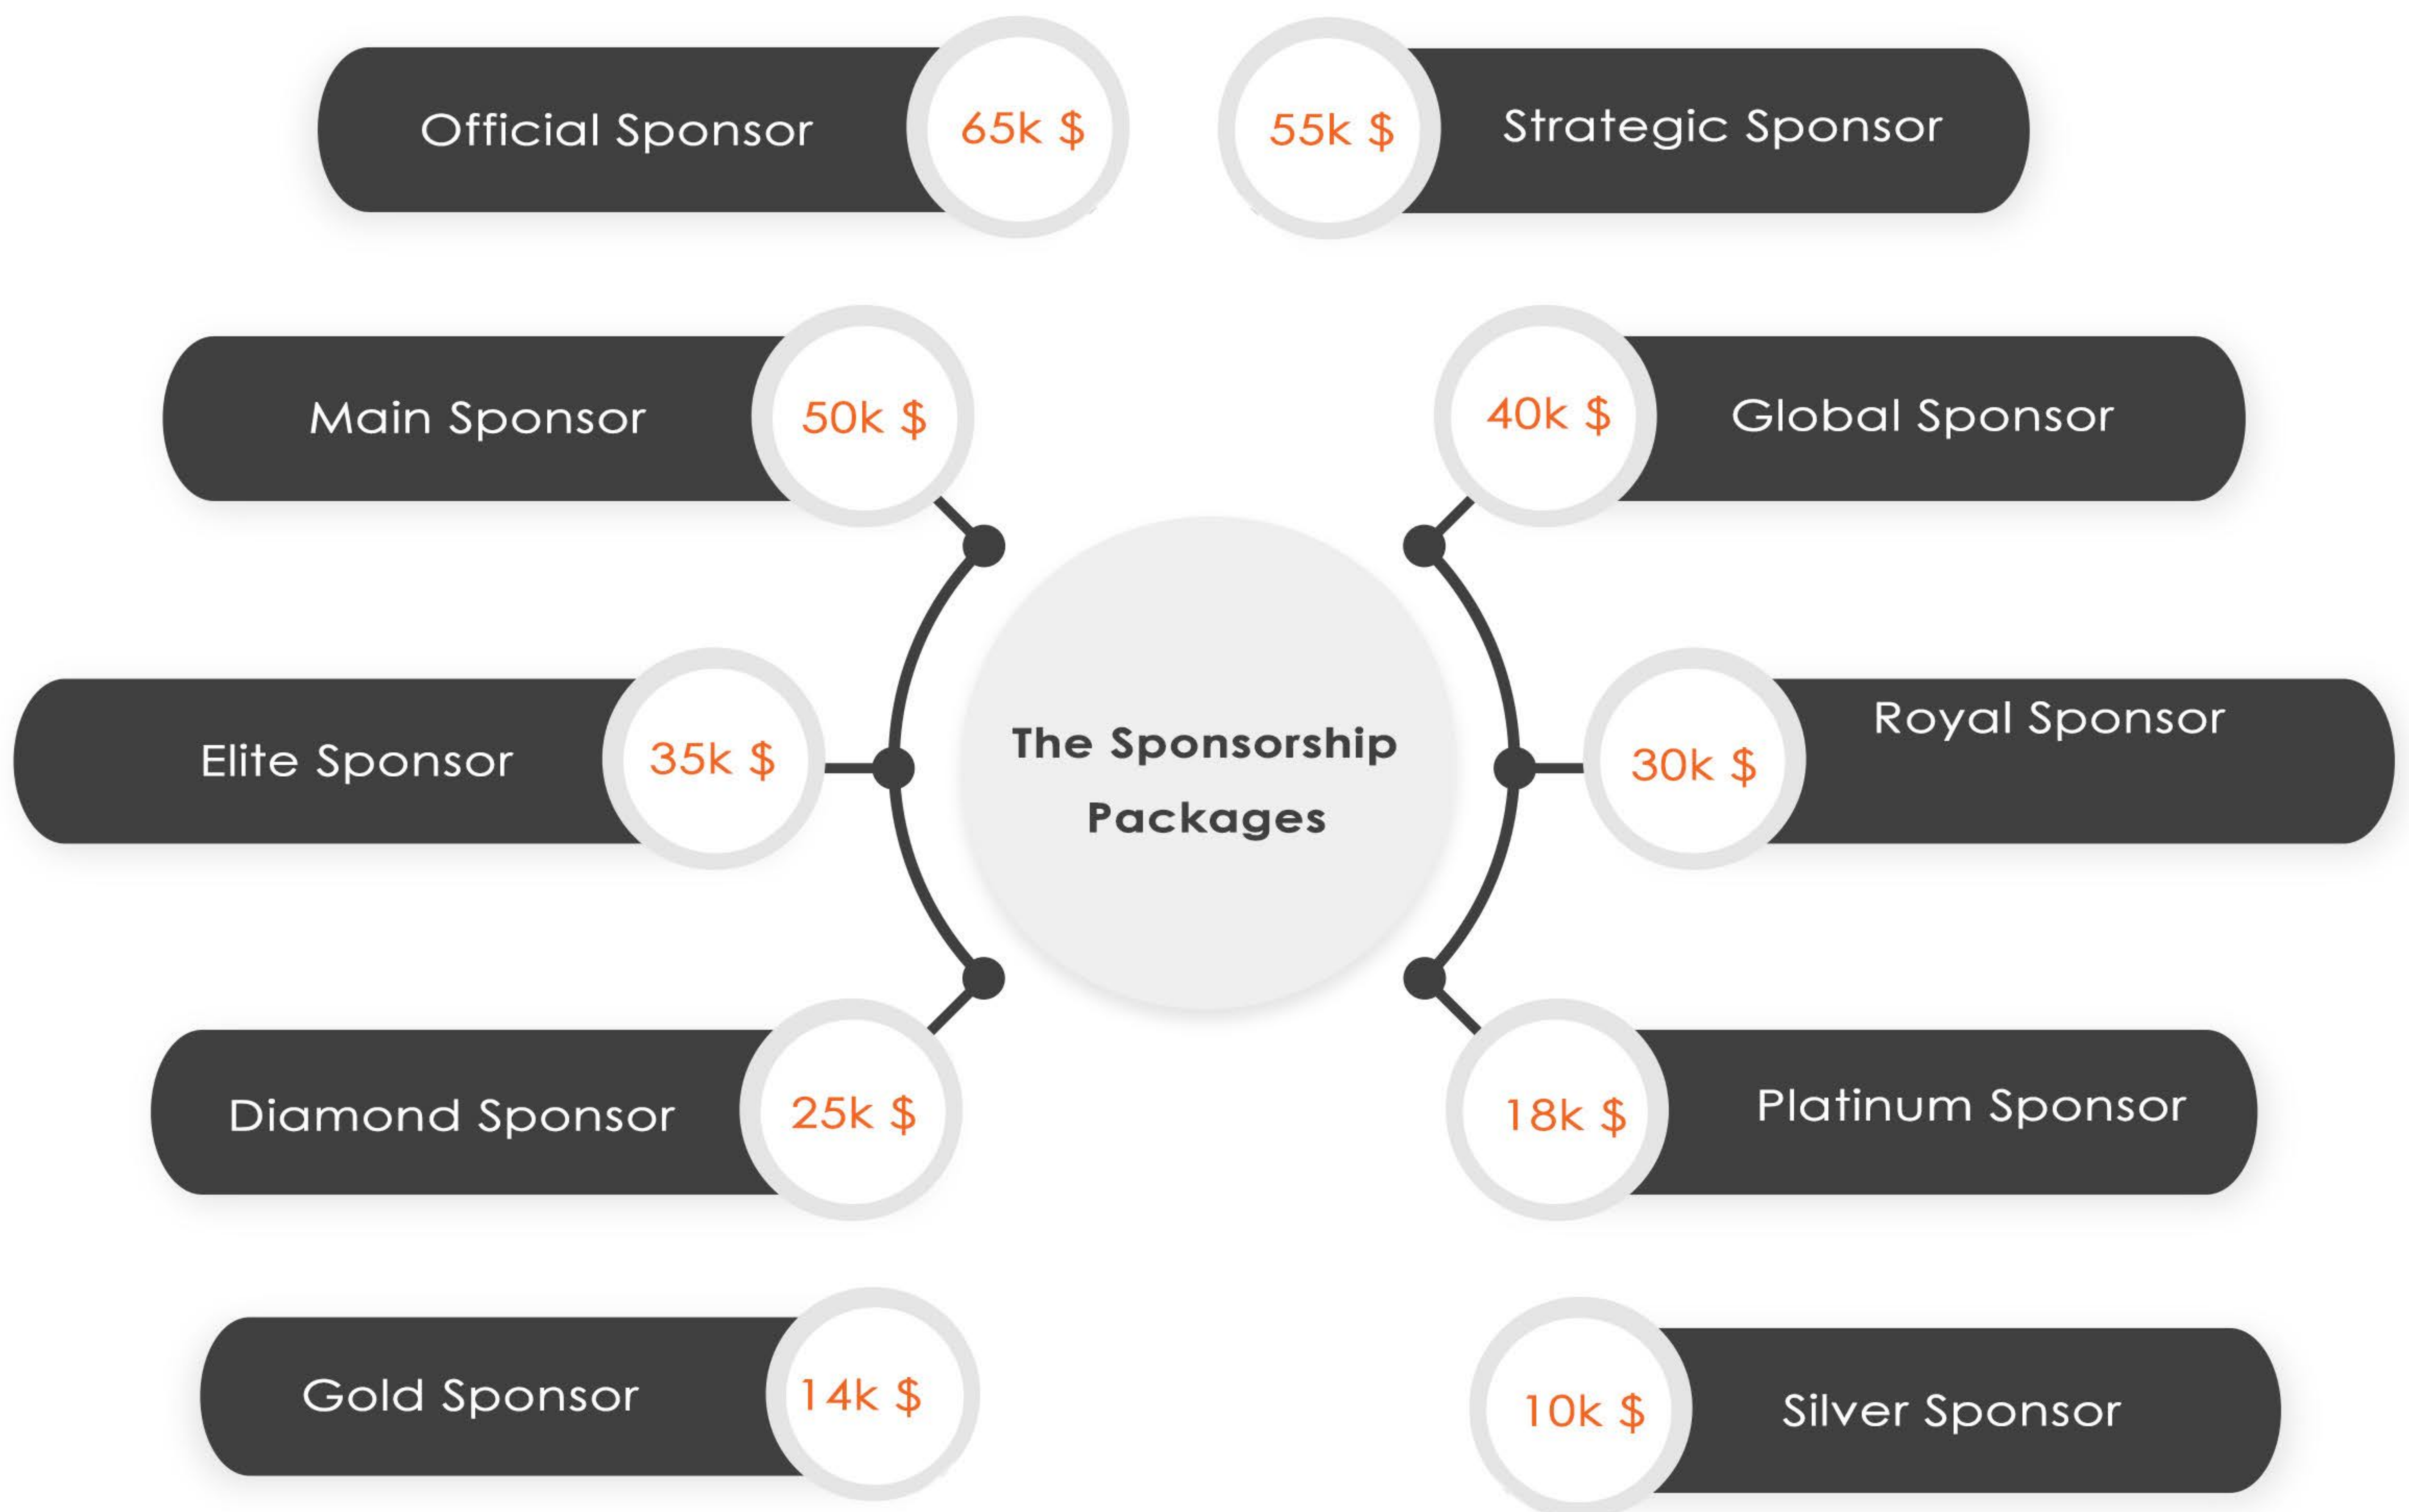 Official Sponsor
65k $
55k $
Strategic Sponsor
Main Sponsor
50k $
40k $
Global Sponsor
Elite Sponsor
35k $
The Sponsorship
Packages
30k $
Royal Sponsor
Diamond Sponsor
25k $
18k $
Platinum Sponsor
Gold Sponsor
14k $
10k $
Silver Sponsor